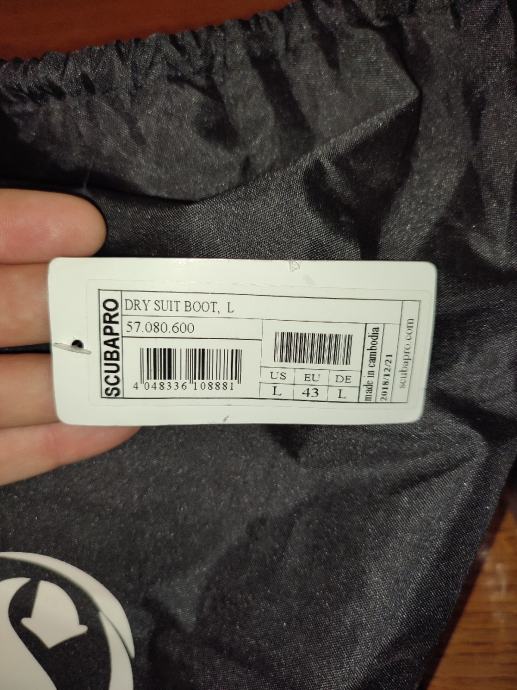 SCUBAPRO
DRY SUIT BOOT, L
57.080.600
4 048336 108881
US EU DE
L 43 L
made in cambodia
2018/12/21
scubapro.com